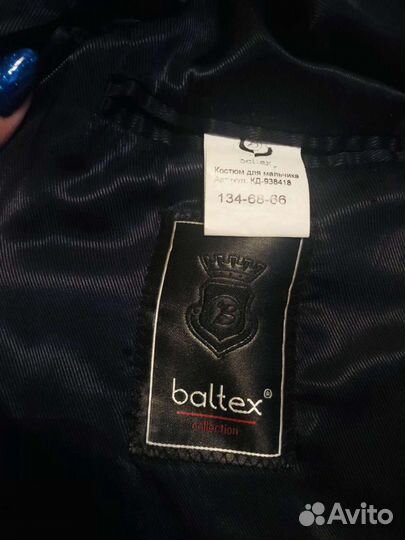 B
baltex
Костюм для мальчика
Артикул: КД-938418
134-68-66
B
baltex®
collection
Avito